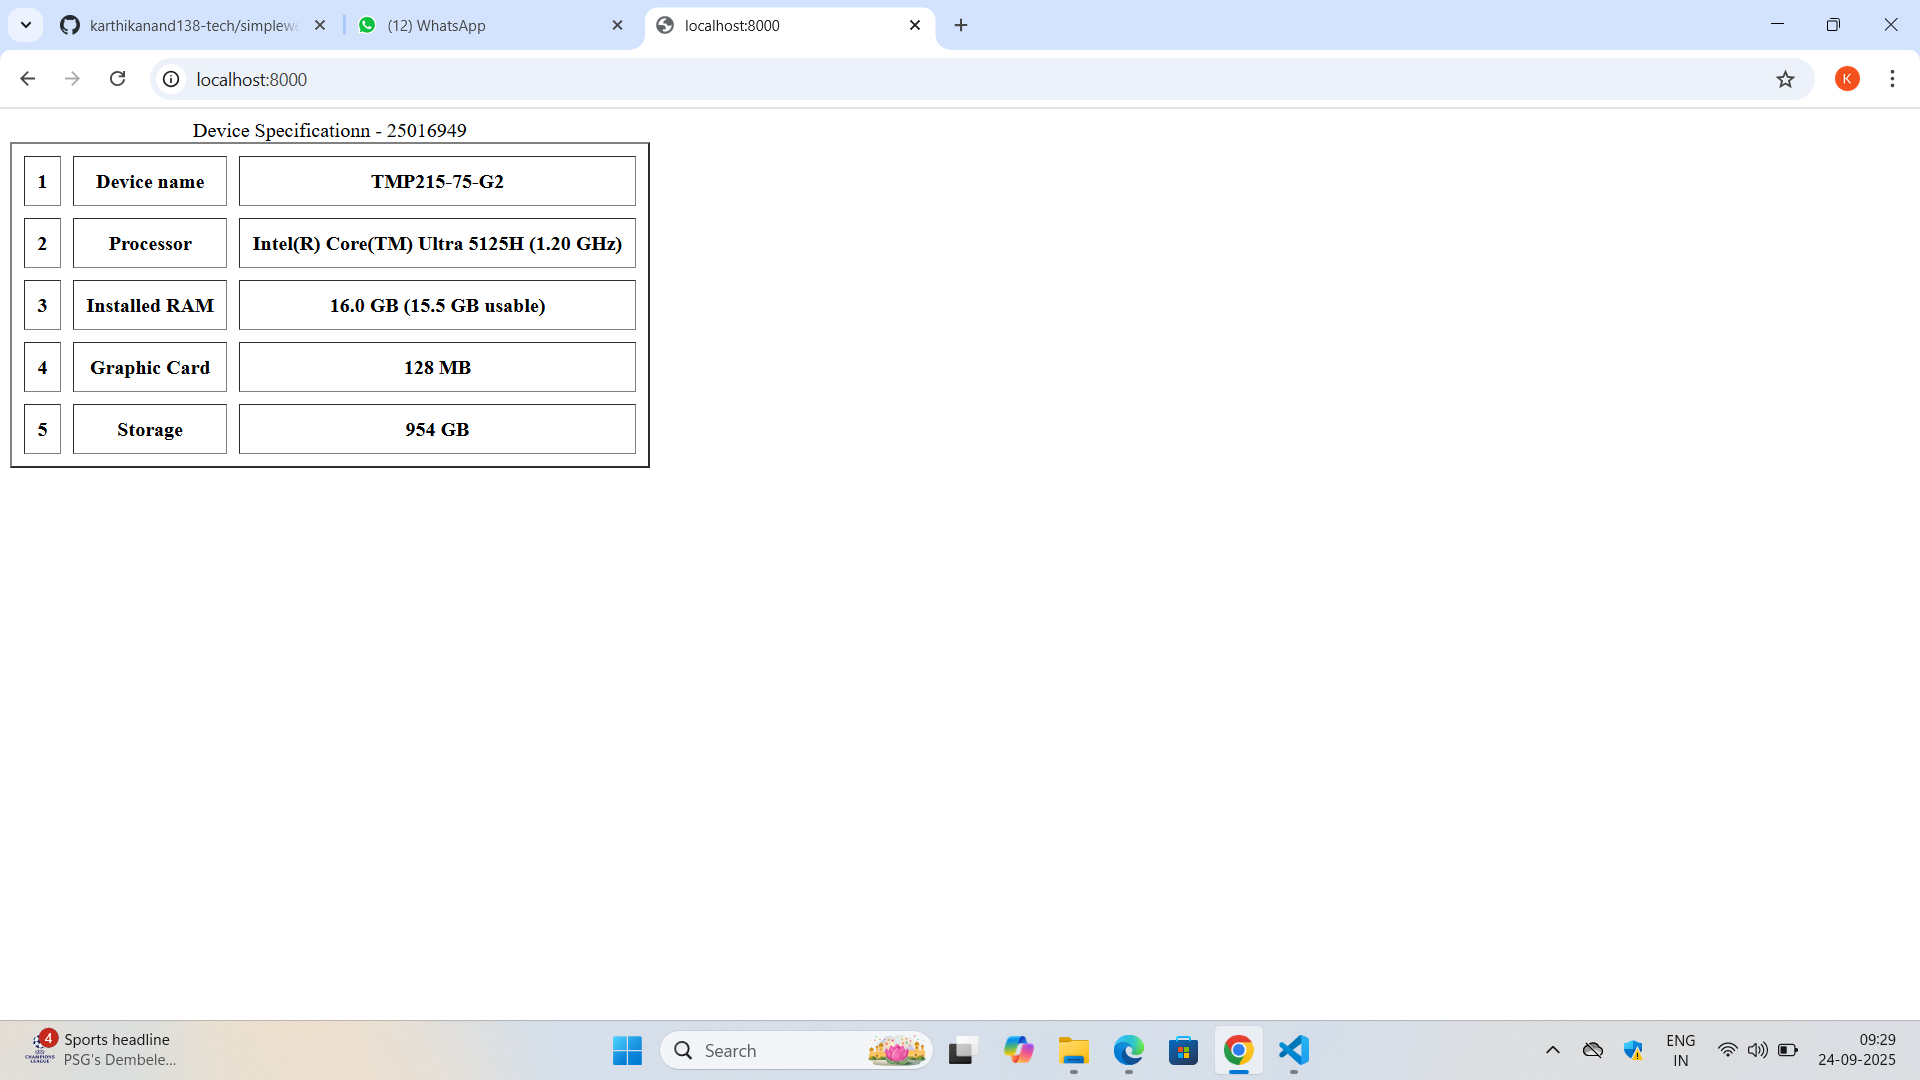 karthikanand138-tech/simplewe
(12) WhatsApp
localhost:8000
localhost:8000
K
Device Specificationn - 25016949
1 Device name TMP215-75-G2
2 Processor Intel(R) Core(TM) Ultra 5125H (1.20 GHz)
3 Installed RAM 16.0 GB (15.5 GB usable)
4 Graphic Card 128 MB
5 Storage 954 GB
4
Sports headline
PSG's Dembele...
CHAMPIONS
Search
ENG
IN
09:29
24-09-2025